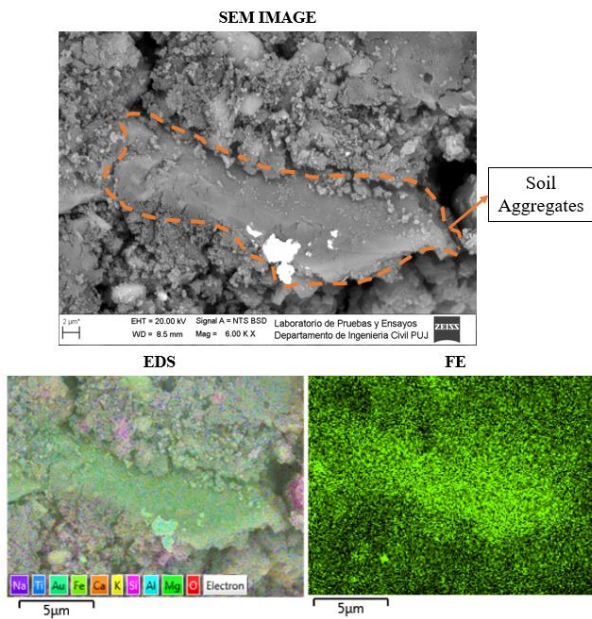 SEM IMAGE
Soil
Aggregates
2 µm*
EHT = 20.00 kV Signal A = NTS BSD Laboratorio de Pruebas y Ensayos
WD = 8.5 mm Mag = 6.00 K X Departamento de Ingenieria Civil PUJ
ZEISS
EDS
FE
Na Ti Au Fe Ca K Si Al Mg O Electron
5µm
5µm